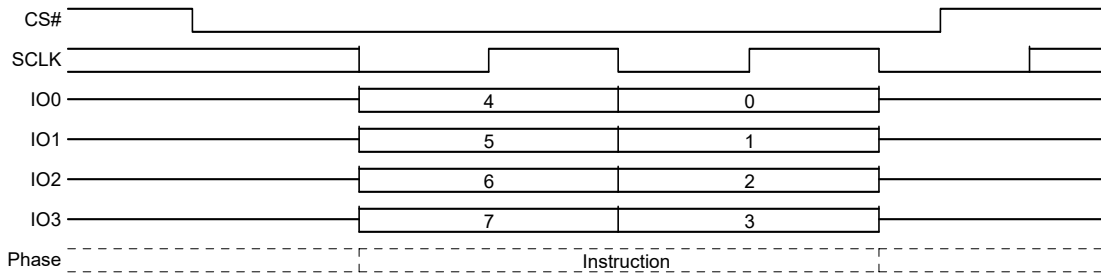 CS#
SCLK
IO0 4 0
IO1 5 1
IO2 6 2
IO3 7 3
Phase Instruction